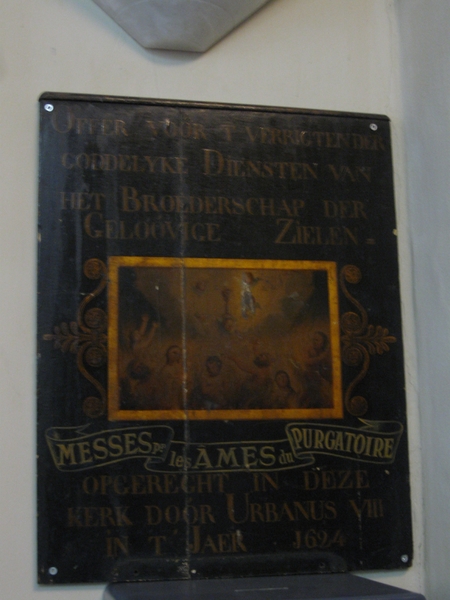 OFFER VOOR 'T VERRIGTEN DER
GODDELYKE DIENSTEN VAN
HET BROEDERSCHAP DER
GELOOVIGE ZIELEN
MESSES pr les AMES du PURGATOIRE
OPGERECHT IN DEZE
KERK DOOR URBANUS VIII
IN T JAER 1624